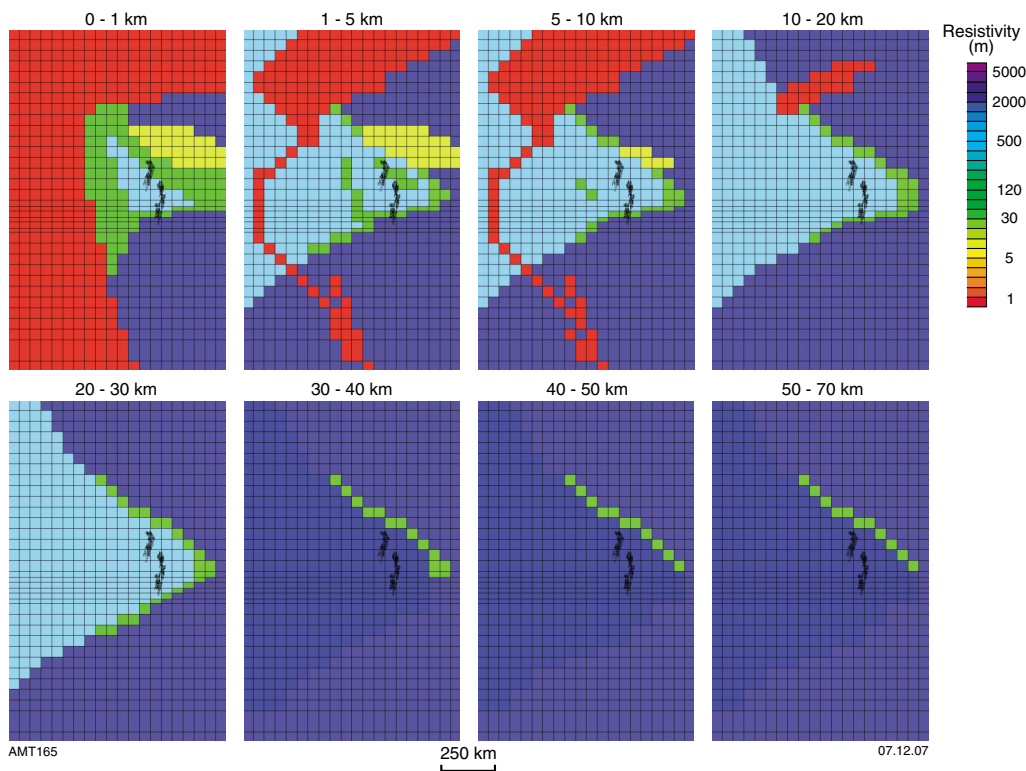 0 - 1 km
1 - 5 km
5 - 10 km
10 - 20 km
Resistivity
(m)
5000
2000
500
120
30
5
1
20 - 30 km
30 - 40 km
40 - 50 km
50 - 70 km
AMT165
250 km
07.12.07